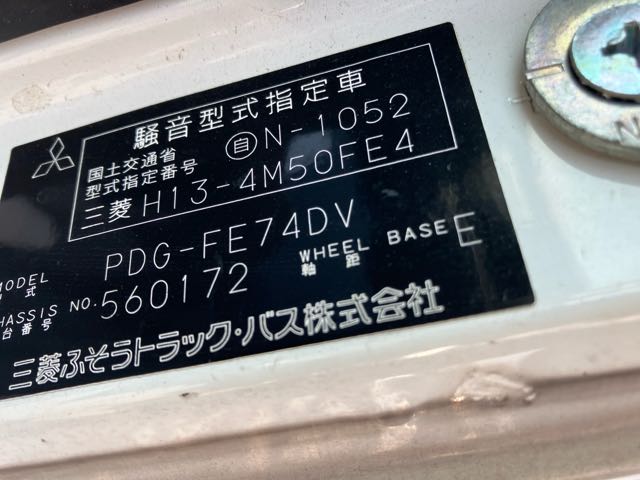 騒音型式指定車
国土交通省
型式指定番号 自N-1052
三菱 H13-4M50FE4
MODEL PDG-FE74DV
式
CHASSIS NO. 560172 WHEEL BASE E
台番号 軸距
三菱ふそうトラック・バス株式会社